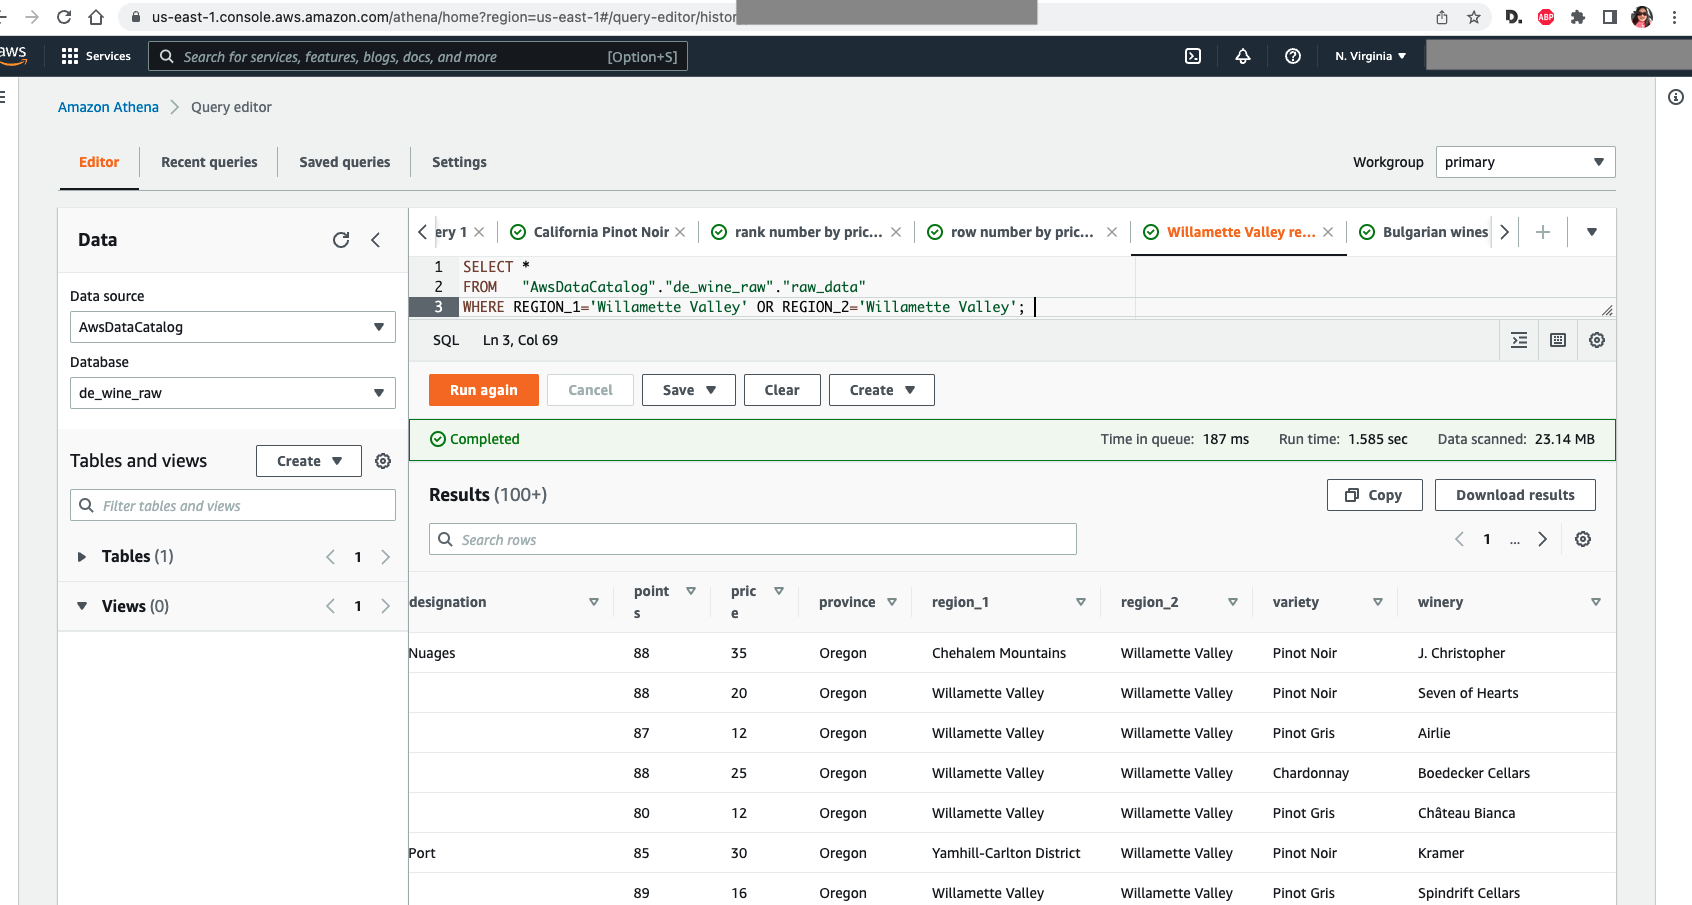 us-east-1.console.aws.amazon.com/athena/home?region=us-east-1#/query-editor/histor
D. ABP
aws Services Search for services, features, blogs, docs, and more [Option+S] N. Virginia
Amazon Athena > Query editor
Editor Recent queries Saved queries Settings Workgroup primary
Data
Data source
AwsDataCatalog
Database
de_wine_raw
Tables and views Create
Filter tables and views
Tables (1) 1
Views (0) 1
ery 1 California Pinot Noir rank number by pric... row number by pric... Willamette Valley re... Bulgarian wines
1 SELECT *
2 FROM "AwsDataCatalog"."de_wine_raw"."raw_data"
3 WHERE REGION_1='Willamette Valley' OR REGION_2='Willamette Valley';
SQL Ln 3, Col 69
Run again Cancel Save Clear Create
Completed Time in queue: 187 ms Run time: 1.585 sec Data scanned: 23.14 MB
Results (100+) Copy Download results
Search rows 1 ...
designation points price province region_1 region_2 variety winery
Nuages 88 35 Oregon Chehalem Mountains Willamette Valley Pinot Noir J. Christopher
88 20 Oregon Willamette Valley Willamette Valley Pinot Noir Seven of Hearts
87 12 Oregon Willamette Valley Willamette Valley Pinot Gris Airlie
88 25 Oregon Willamette Valley Willamette Valley Chardonnay Boedecker Cellars
80 12 Oregon Willamette Valley Willamette Valley Pinot Gris Château Bianca
Port 85 30 Oregon Yamhill-Carlton District Willamette Valley Pinot Noir Kramer
89 16 Oregon Willamette Valley Willamette Valley Pinot Gris Spindrift Cellars